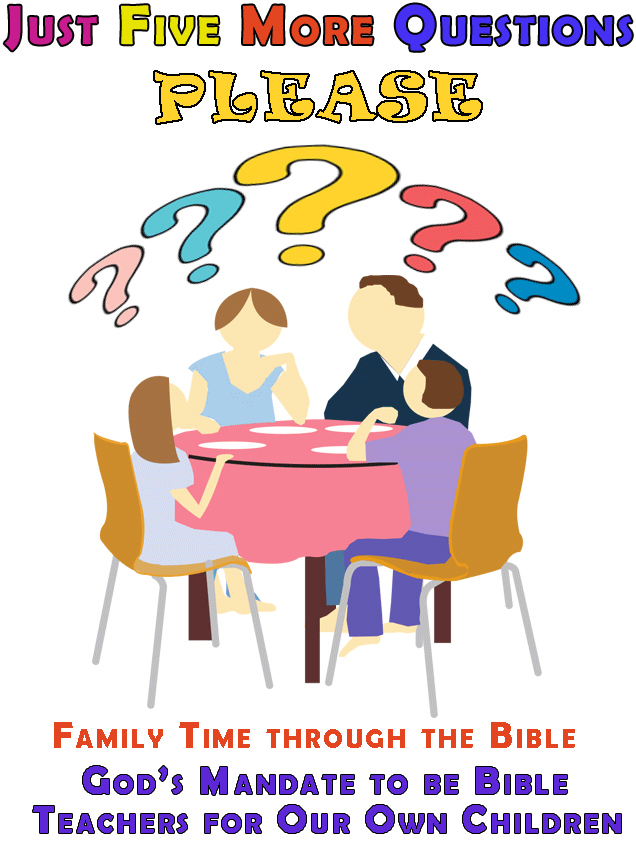 Just Five More Questions
PLEASE
? ? ? ? ?
Family Time through the Bible
God's Mandate to be Bible
Teachers for Our Own Children